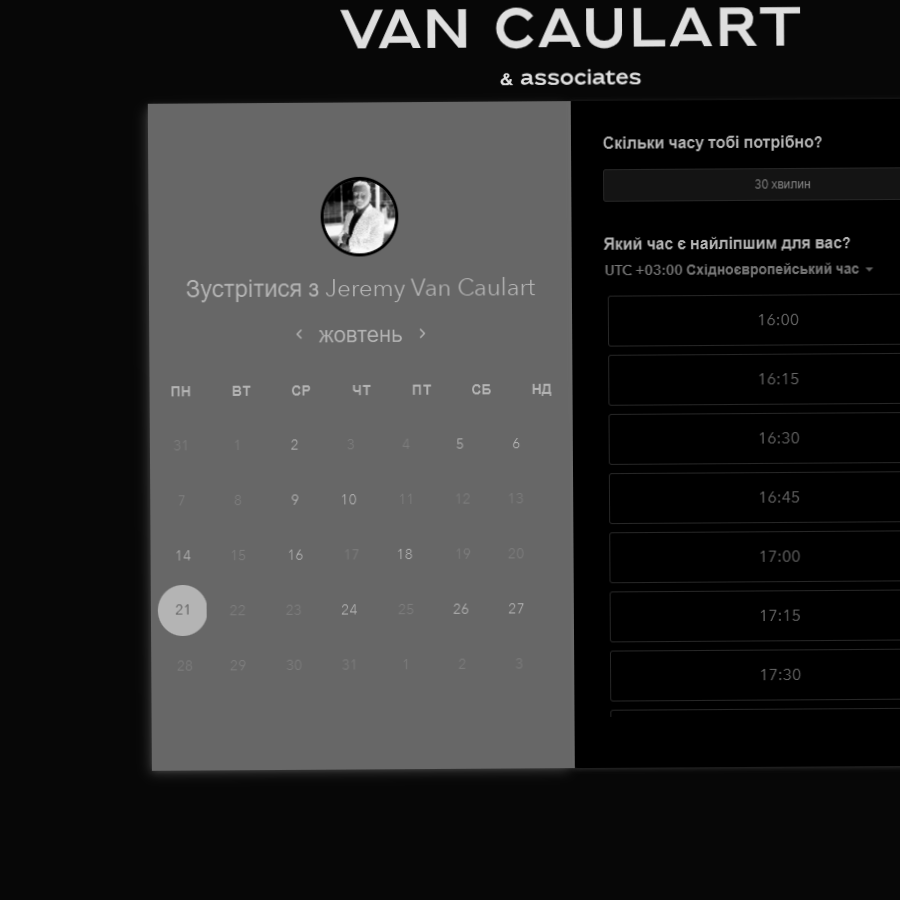 VAN CAULART
& associates
Зустрітися з Jeremy Van Caulart
жовтень
ПН ВТ СР ЧТ ПТ СБ НД
31 1 2 3 4 5 6
7 8 9 10 11 12 13
14 15 16 17 18 19 20
21 22 23 24 25 26 27
28 29 30 31 1 2 3
Скільки часу тобі потрібно?
30 хвилин
Який час є найліпшим для вас?
UTC +03:00 Східноєвропейський час
16:00
16:15
16:30
16:45
17:00
17:15
17:30